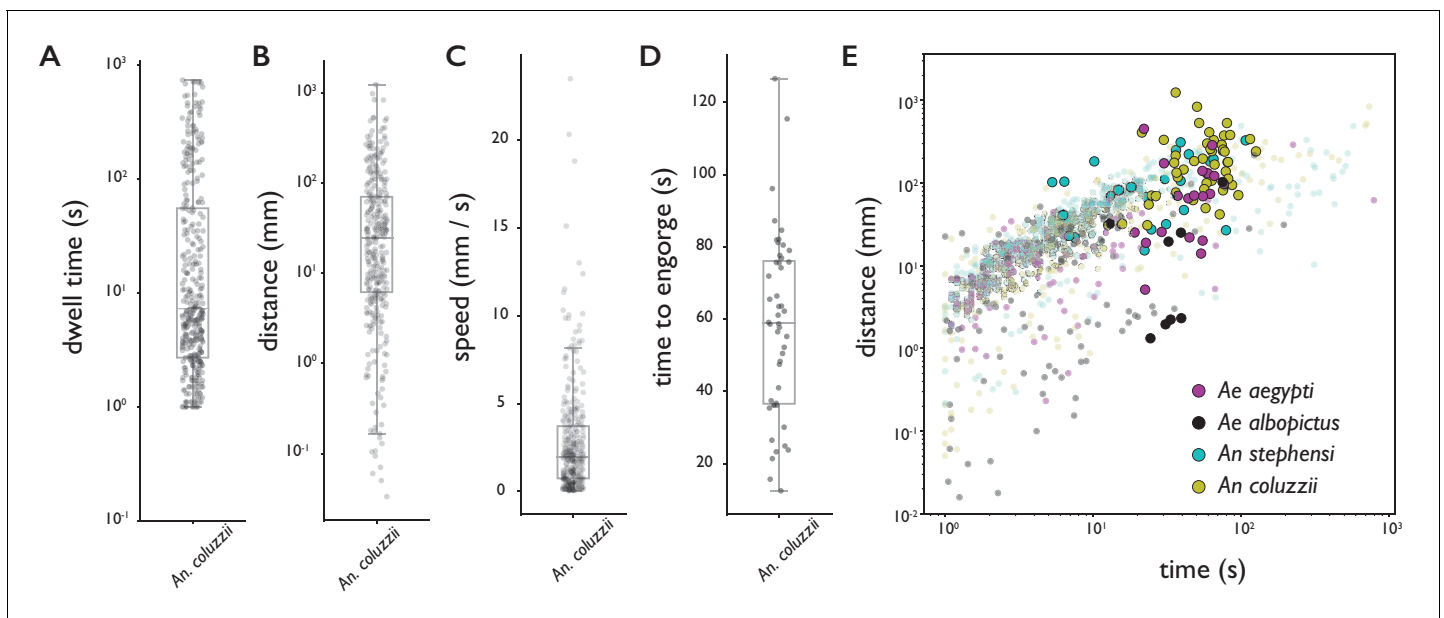 A
dwell time (s)
10³
10²
10¹
10⁰
10⁻¹
An. coluzzii
B
distance (mm)
10³
10²
10¹
10⁰
10⁻¹
An. coluzzii
C
speed (mm / s)
20
15
10
5
0
An. coluzzii
D
time to engorge (s)
120
100
80
60
40
20
An. coluzzii
E
distance (mm)
10³
10²
10¹
10⁰
10⁻¹
10⁻²
Ae aegypti
Ae albopictus
An stephensi
An coluzzii
10⁰ 10¹ 10² 10³
time (s)